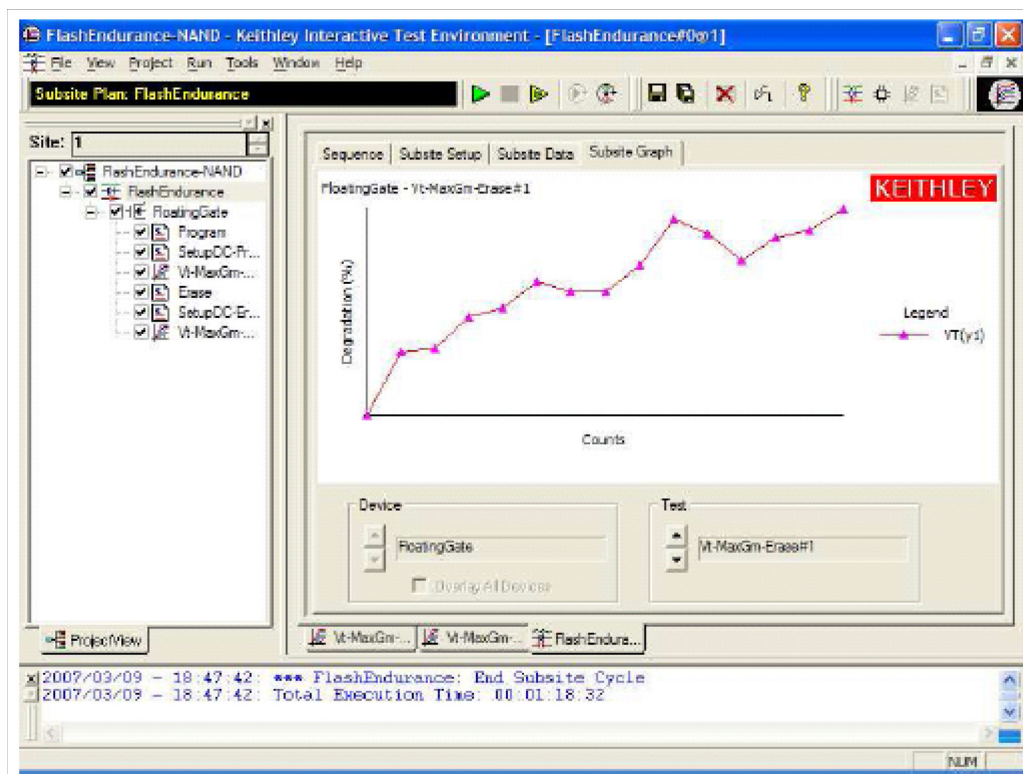 FlashEndurance-NAND - Keithley Interactive Test Environment - [FlashEndurance#0@1]
File View Project Run Tools Window Help
Subsite Plan: FlashEndurance
Site: 1
FlashEndurance-NAND
FlashEndurance
FloatingGate
Program
SetupDC-Pr...
Vt-MaxGm-...
Erase
SetupDC-Er...
Vt-MaxGm-...
ProjectView
Sequence Subsite Setup Subsite Data Subsite Graph
FloatingGate - Vt-MaxGm-Erase#1
KEITHLEY
Degradation (%)
Counts
Legend
VT(y1)
Device
FloatingGate
Overlay All Devices
Test
Vt-MaxGm-Erase#1
Vt-MaxGm-... Vt-MaxGm-... FlashEndura...
2007/03/09 - 18:47:42: *** FlashEndurance: End Subsite Cycle
2007/03/09 - 18:47:42: Total Execution Time: 00:01:18:32
NUM